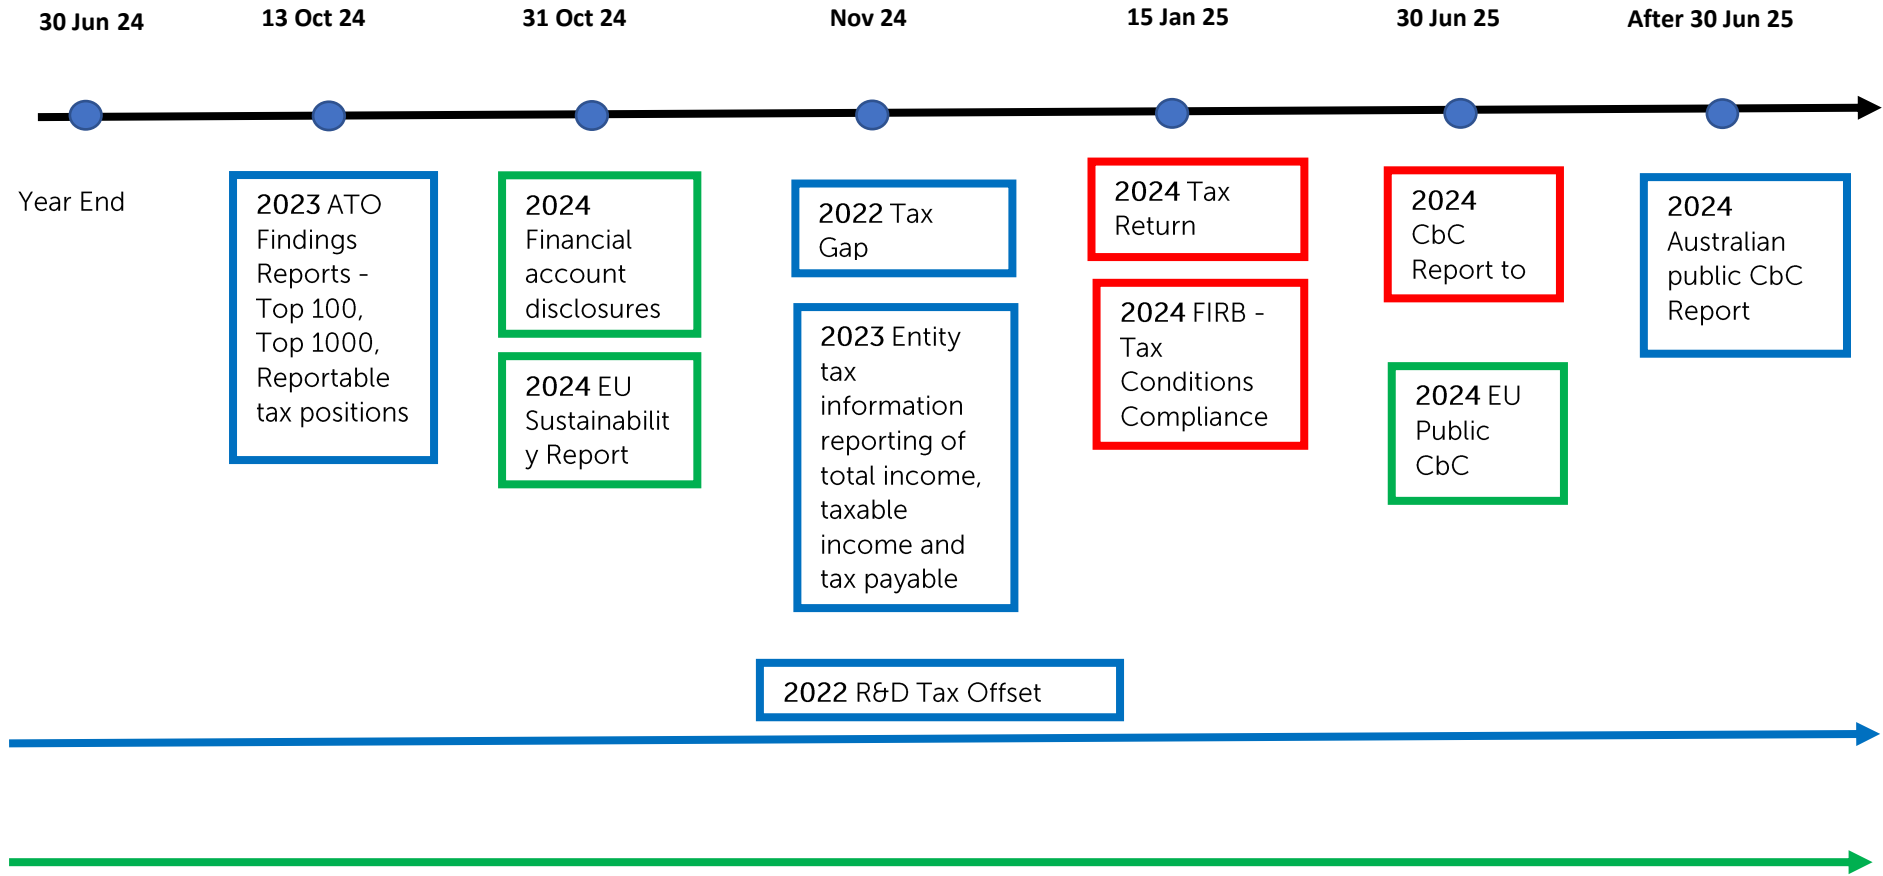 30 Jun 24
13 Oct 24
31 Oct 24
Nov 24
15 Jan 25
30 Jun 25
After 30 Jun 25
Year End
2023 ATO
Findings
Reports -
Top 100,
Top 1000,
Reportable
tax positions
2024
Financial
account
disclosures
2024 EU
Sustainabilit
y Report
2022 Tax
Gap
2023 Entity
tax
information
reporting of
total income,
taxable
income and
tax payable
2024 Tax
Return
2024 FIRB -
Tax
Conditions
Compliance
2024
CbC
Report to
2024 EU
Public
CbC
2024
Australian
public CbC
Report
2022 R&D Tax Offset